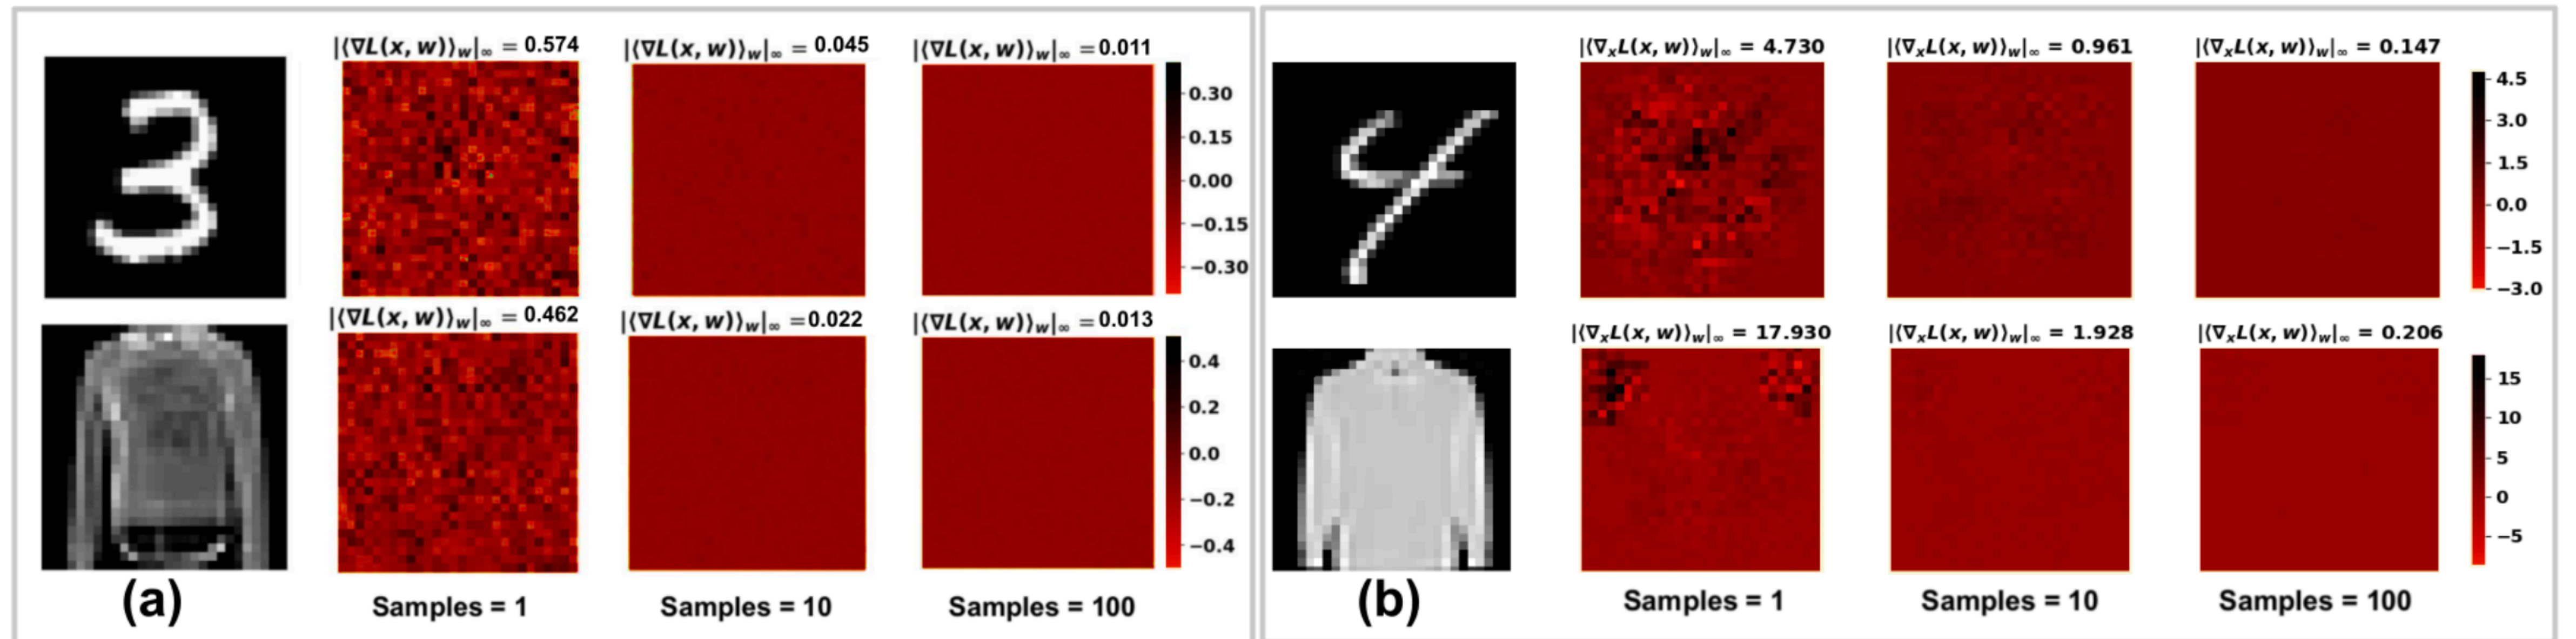 |⟨∇L(x, w)⟩w|∞ = 0.574
|⟨∇L(x, w)⟩w|∞ = 0.045
|⟨∇L(x, w)⟩w|∞ = 0.011
0.30
0.15
0.00
−0.15
−0.30
|⟨∇L(x, w)⟩w|∞ = 0.462
|⟨∇L(x, w)⟩w|∞ = 0.022
|⟨∇L(x, w)⟩w|∞ = 0.013
0.4
0.2
0.0
−0.2
−0.4
(a)
Samples = 1
Samples = 10
Samples = 100
|⟨∇xL(x, w)⟩w|∞ = 4.730
|⟨∇xL(x, w)⟩w|∞ = 0.961
|⟨∇xL(x, w)⟩w|∞ = 0.147
3
4
4.5
3.0
1.5
0.0
−1.5
−3.0
|⟨∇xL(x, w)⟩w|∞ = 17.930
|⟨∇xL(x, w)⟩w|∞ = 1.928
|⟨∇xL(x, w)⟩w|∞ = 0.206
15
10
5
0
−5
(b)
Samples = 1
Samples = 10
Samples = 100